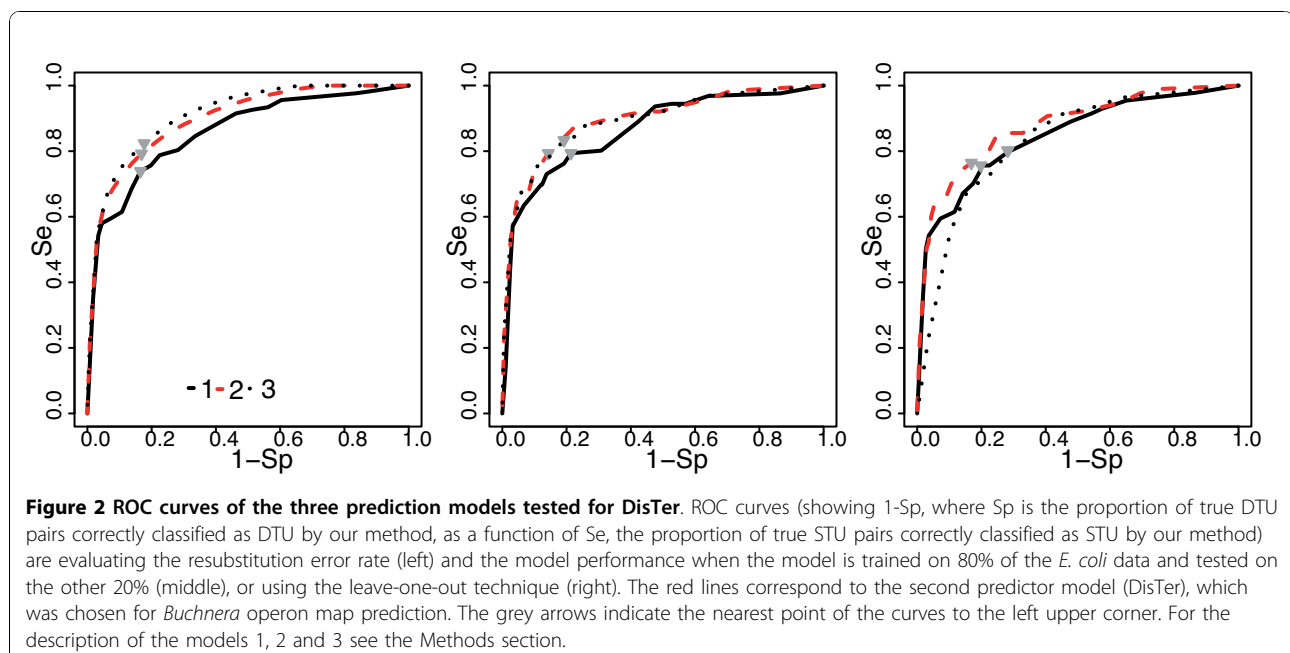 0.0 0.2 0.4 0.6 0.8 1.0
Se
0.0 0.2 0.4 0.6 0.8 1.0
1−Sp
1 2 3
0.0 0.2 0.4 0.6 0.8 1.0
Se
0.0 0.2 0.4 0.6 0.8 1.0
1−Sp
0.0 0.2 0.4 0.6 0.8 1.0
Se
0.0 0.2 0.4 0.6 0.8 1.0
1−Sp
Figure 2 ROC curves of the three prediction models tested for DisTer. ROC curves (showing 1-Sp, where Sp is the proportion of true DTU
pairs correctly classified as DTU by our method, as a function of Se, the proportion of true STU pairs correctly classified as STU by our method)
are evaluating the resubstitution error rate (left) and the model performance when the model is trained on 80% of the E. coli data and tested on
the other 20% (middle), or using the leave-one-out technique (right). The red lines correspond to the second predictor model (DisTer), which
was chosen for Buchnera operon map prediction. The grey arrows indicate the nearest point of the curves to the left upper corner. For the
description of the models 1, 2 and 3 see the Methods section.